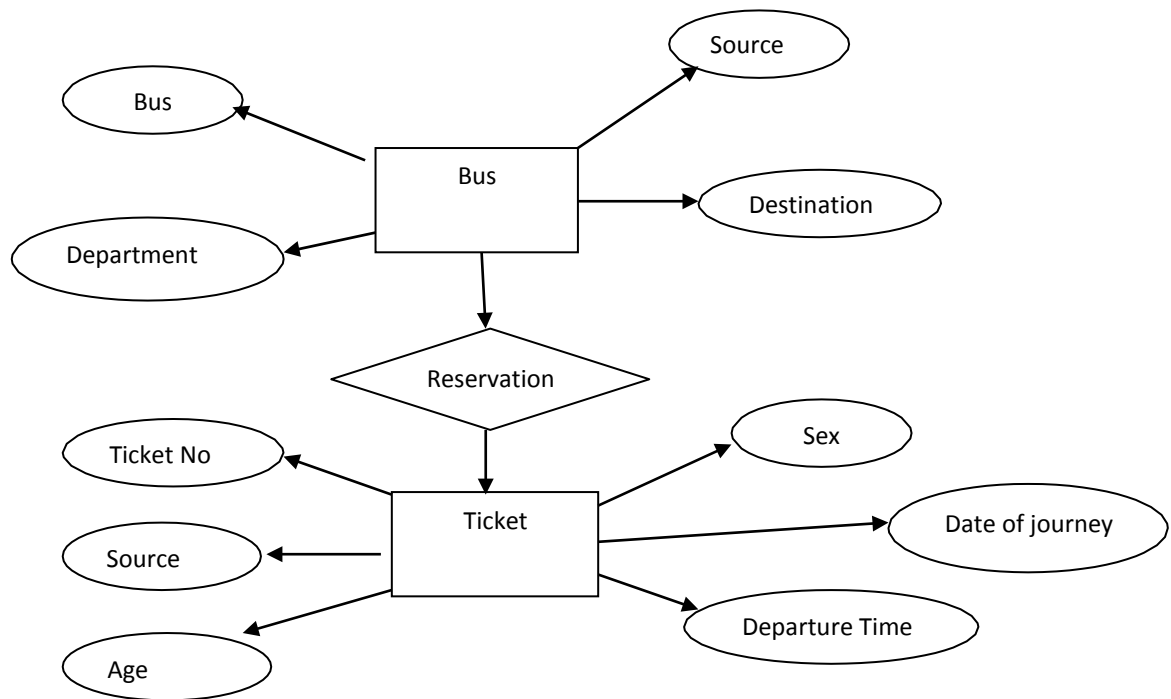 Source
Bus
Bus
Destination
Department
Reservation
Sex
Ticket No
Ticket
Date of journey
Source
Departure Time
Age